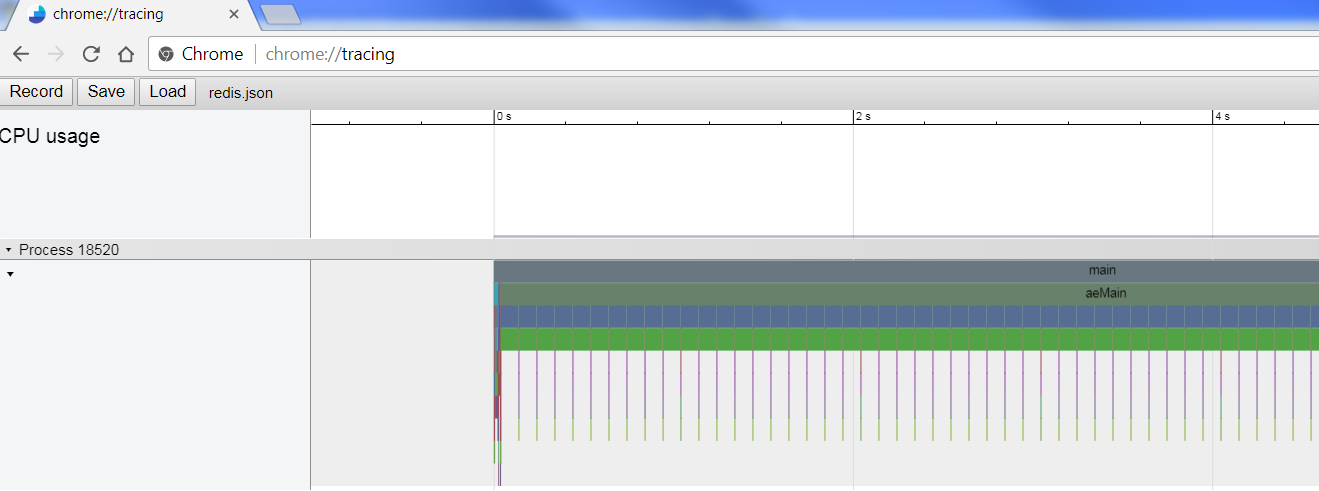 chrome://tracing
Chrome chrome://tracing
Record Save Load redis.json
0 s 2 s 4 s
CPU usage
Process 18520
main
aeMain